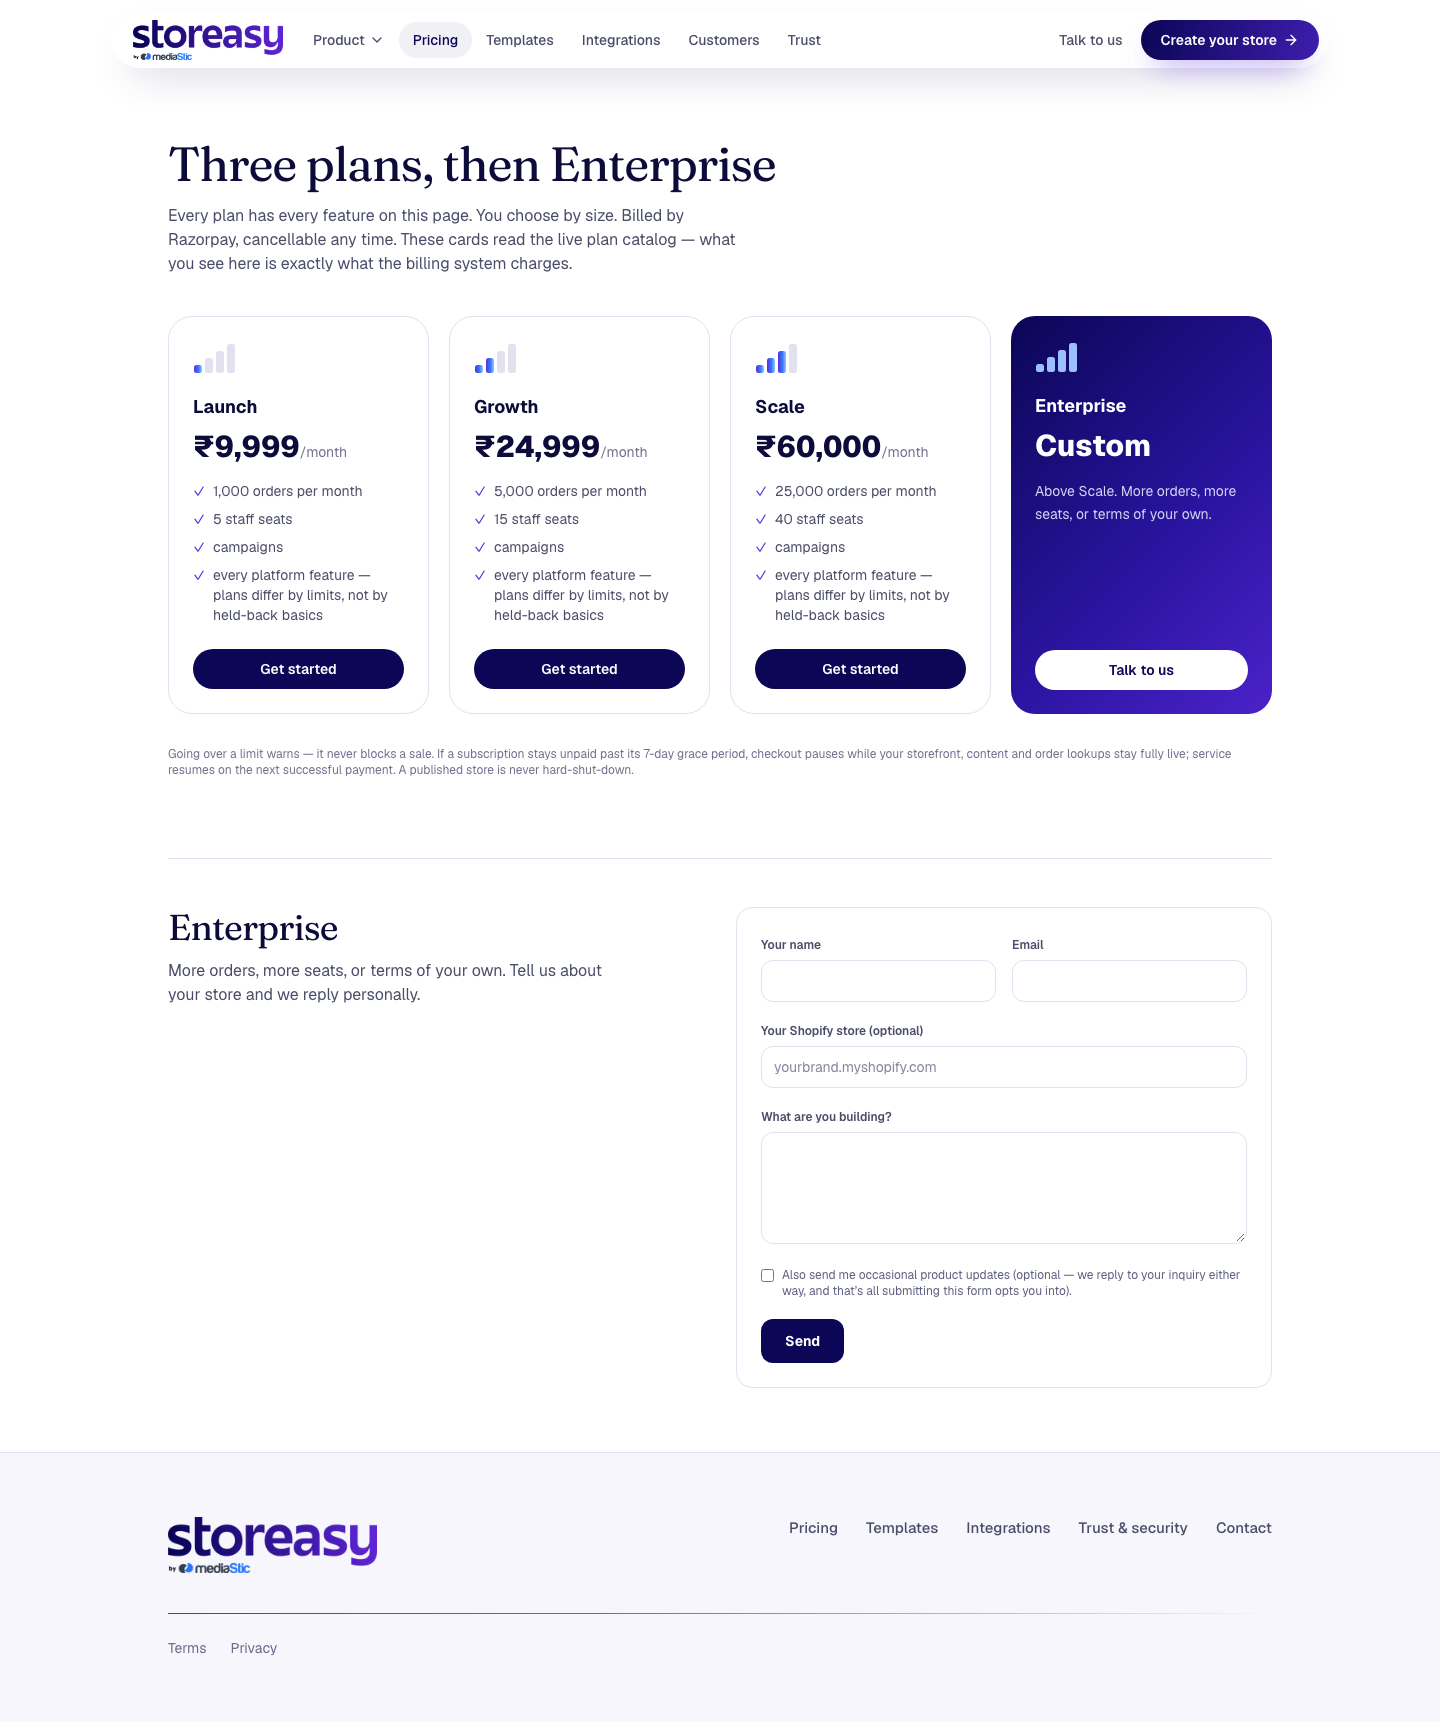 storeasy
by mediaStic
Product
Pricing
Templates
Integrations
Customers
Trust
Talk to us
Create your store
Three plans, then Enterprise
Every plan has every feature on this page. You choose by size. Billed by
Razorpay, cancellable any time. These cards read the live plan catalog — what
you see here is exactly what the billing system charges.
Launch
₹9,999/month
1,000 orders per month
5 staff seats
campaigns
every platform feature —
plans differ by limits, not by
held-back basics
Get started
Growth
₹24,999/month
5,000 orders per month
15 staff seats
campaigns
every platform feature —
plans differ by limits, not by
held-back basics
Get started
Scale
₹60,000/month
25,000 orders per month
40 staff seats
campaigns
every platform feature —
plans differ by limits, not by
held-back basics
Get started
Enterprise
Custom
Above Scale. More orders, more
seats, or terms of your own.
Talk to us
Going over a limit warns — it never blocks a sale. If a subscription stays unpaid past its 7-day grace period, checkout pauses while your storefront, content and order lookups stay fully live; service
resumes on the next successful payment. A published store is never hard-shut-down.
Enterprise
More orders, more seats, or terms of your own. Tell us about
your store and we reply personally.
Your name
Email
Your Shopify store (optional)
yourbrand.myshopify.com
What are you building?
Also send me occasional product updates (optional — we reply to your inquiry either
way, and that's all submitting this form opts you into).
Send
storeasy
by mediaStic
Pricing
Templates
Integrations
Trust & security
Contact
Terms
Privacy